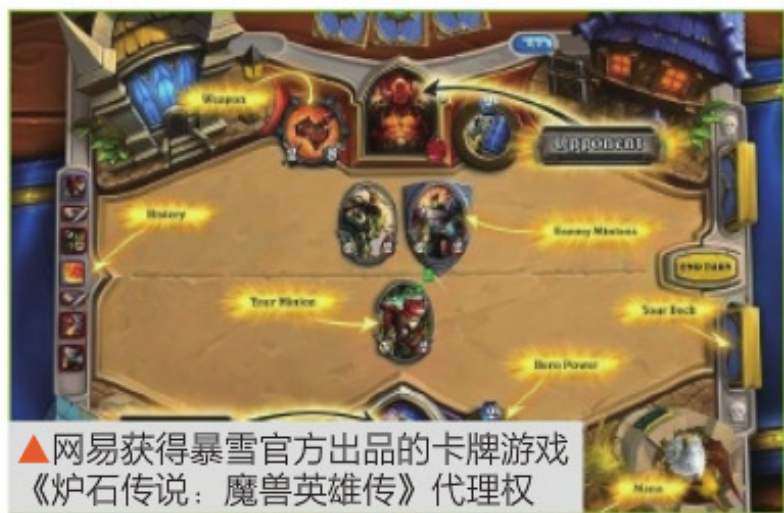 Weapon
Opponent
History
Enemy Minions
END TURN
Your Minion
Your Deck
Hero Power
▲网易获得暴雪官方出品的卡牌游戏
《炉石传说：魔兽英雄传》代理权
Mana